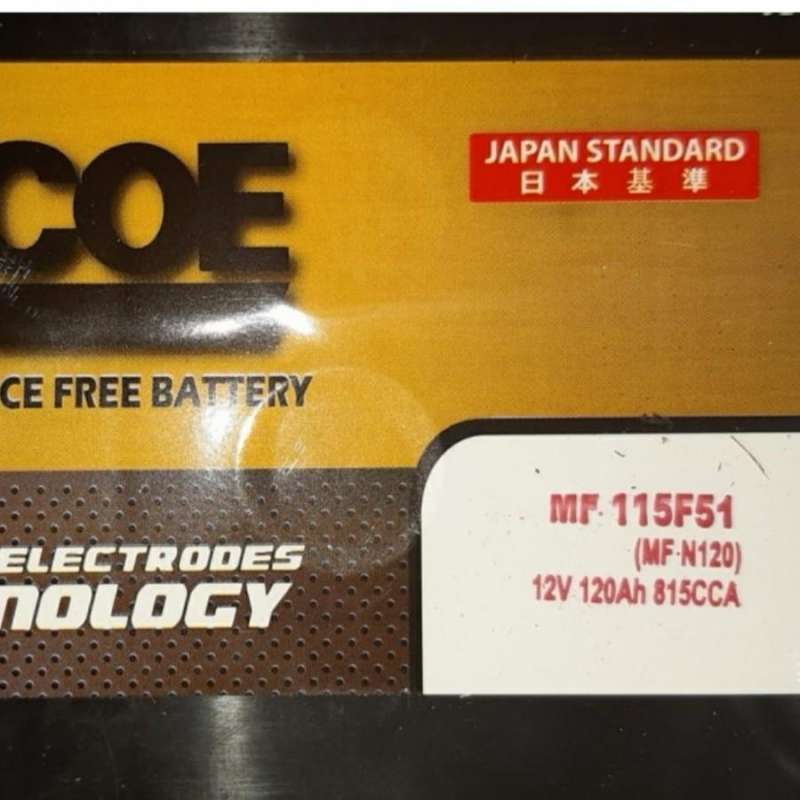 COE
JAPAN STANDARD
日本基準
CE FREE BATTERY
ELECTRODES
NOLOGY
MF 115F51
(MF-N120)
12V 120Ah 815CCA